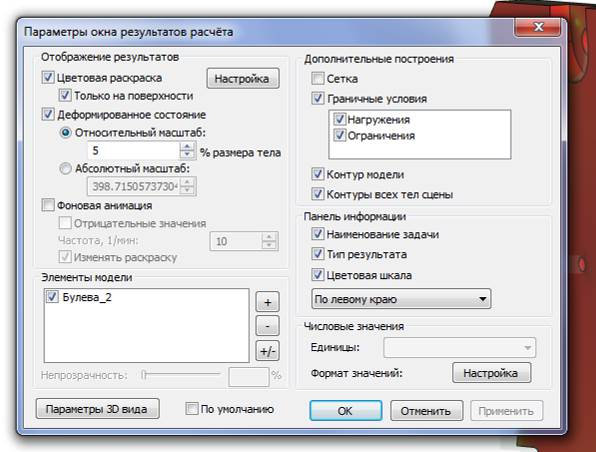 Параметры окна результатов расчёта
Отображение результатов
Цветовая раскраска
Настройка
Только на поверхности
Деформированное состояние
Относительный масштаб:
5
% размера тела
Абсолютный масштаб:
398.7150573730
Фоновая анимация
Отрицательные значения
Частота, 1/мин:
10
Изменять раскраску
Элементы модели
Булева_2
+
-
+/-
Непрозрачность:
%
Дополнительные построения
Сетка
Граничные условия
Нагружения
Ограничения
Контур модели
Контуры всех тел сцены
Панель информации
Наименование задачи
Тип результата
Цветовая шкала
По левому краю
Числовые значения
Единицы:
Формат значений:
Настройка
Параметры 3D вида
По умолчанию
OK
Отменить
Применить